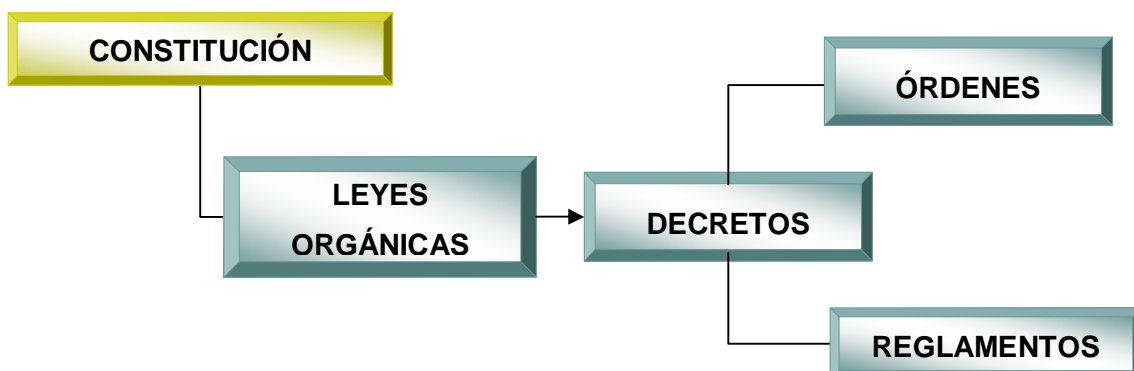 CONSTITUCIÓN
ÓRDENES
LEYES
ORGÁNICAS
DECRETOS
REGLAMENTOS